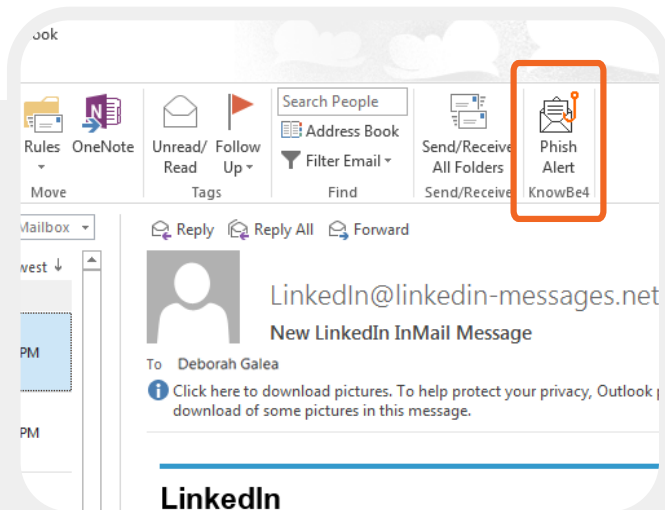 Search People
Address Book
Rules OneNote Unread/ Follow Filter Email Send/Receive Phish
Read Up All Folders Alert
Move Tags Find Send/Receive KnowBe4
Reply Reply All Forward
LinkedIn@linkedin-messages.net
New LinkedIn InMail Message
PM
To Deborah Galea
Click here to download pictures. To help protect your privacy, Outlook
download of some pictures in this message.
PM
LinkedIn